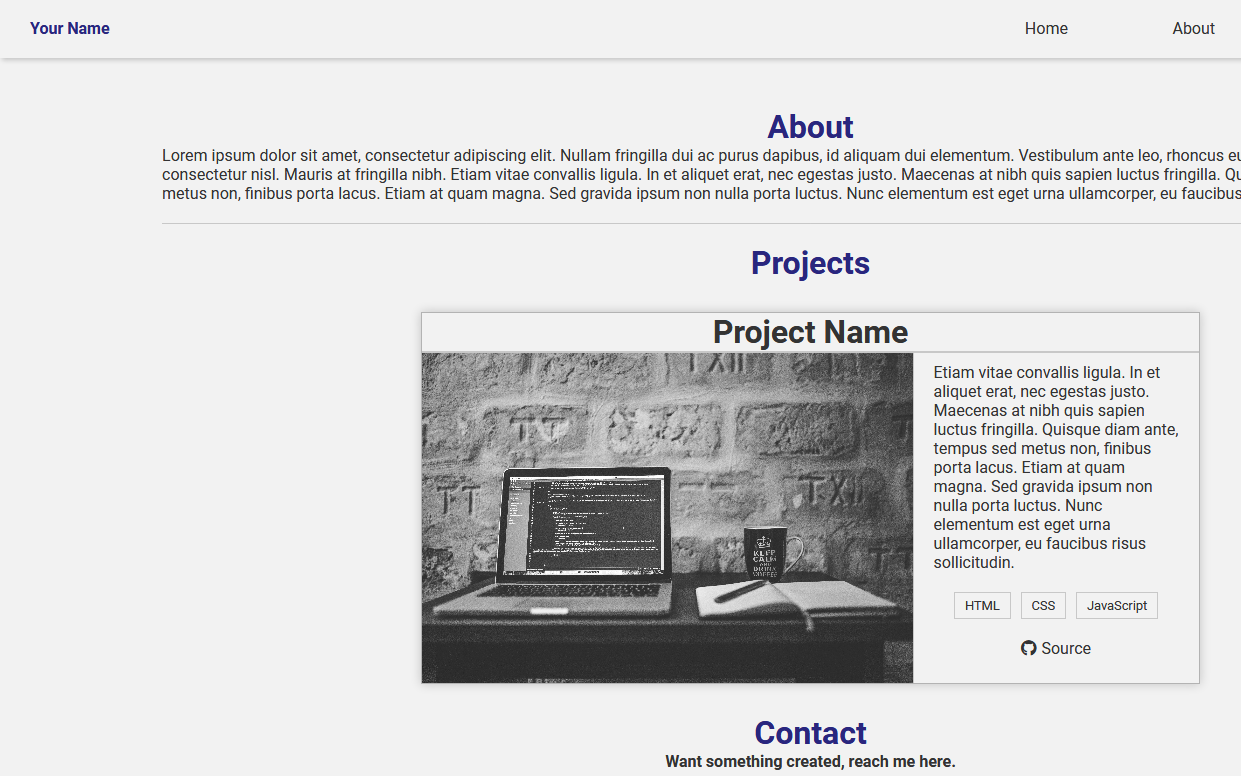 Your Name
Home
About
About
Lorem ipsum dolor sit amet, consectetur adipiscing elit. Nullam fringilla dui ac purus dapibus, id aliquam dui elementum. Vestibulum ante leo, rhoncus eu
consectetur nisl. Mauris at fringilla nibh. Etiam vitae convallis ligula. In et aliquet erat, nec egestas justo. Maecenas at nibh quis sapien luctus fringilla. Qu
metus non, finibus porta lacus. Etiam at quam magna. Sed gravida ipsum non nulla porta luctus. Nunc elementum est eget urna ullamcorper, eu faucibus
Projects
Project Name
Etiam vitae convallis ligula. In et
aliquet erat, nec egestas justo.
Maecenas at nibh quis sapien
luctus fringilla. Quisque diam ante,
tempus sed metus non, finibus
porta lacus. Etiam at quam
magna. Sed gravida ipsum non
nulla porta luctus. Nunc
elementum est eget urna
ullamcorper, eu faucibus risus
sollicitudin.
KEEP
CALM
AND
DRINK
COFFEE
HTML
CSS
JavaScript
Source
Contact
Want something created, reach me here.